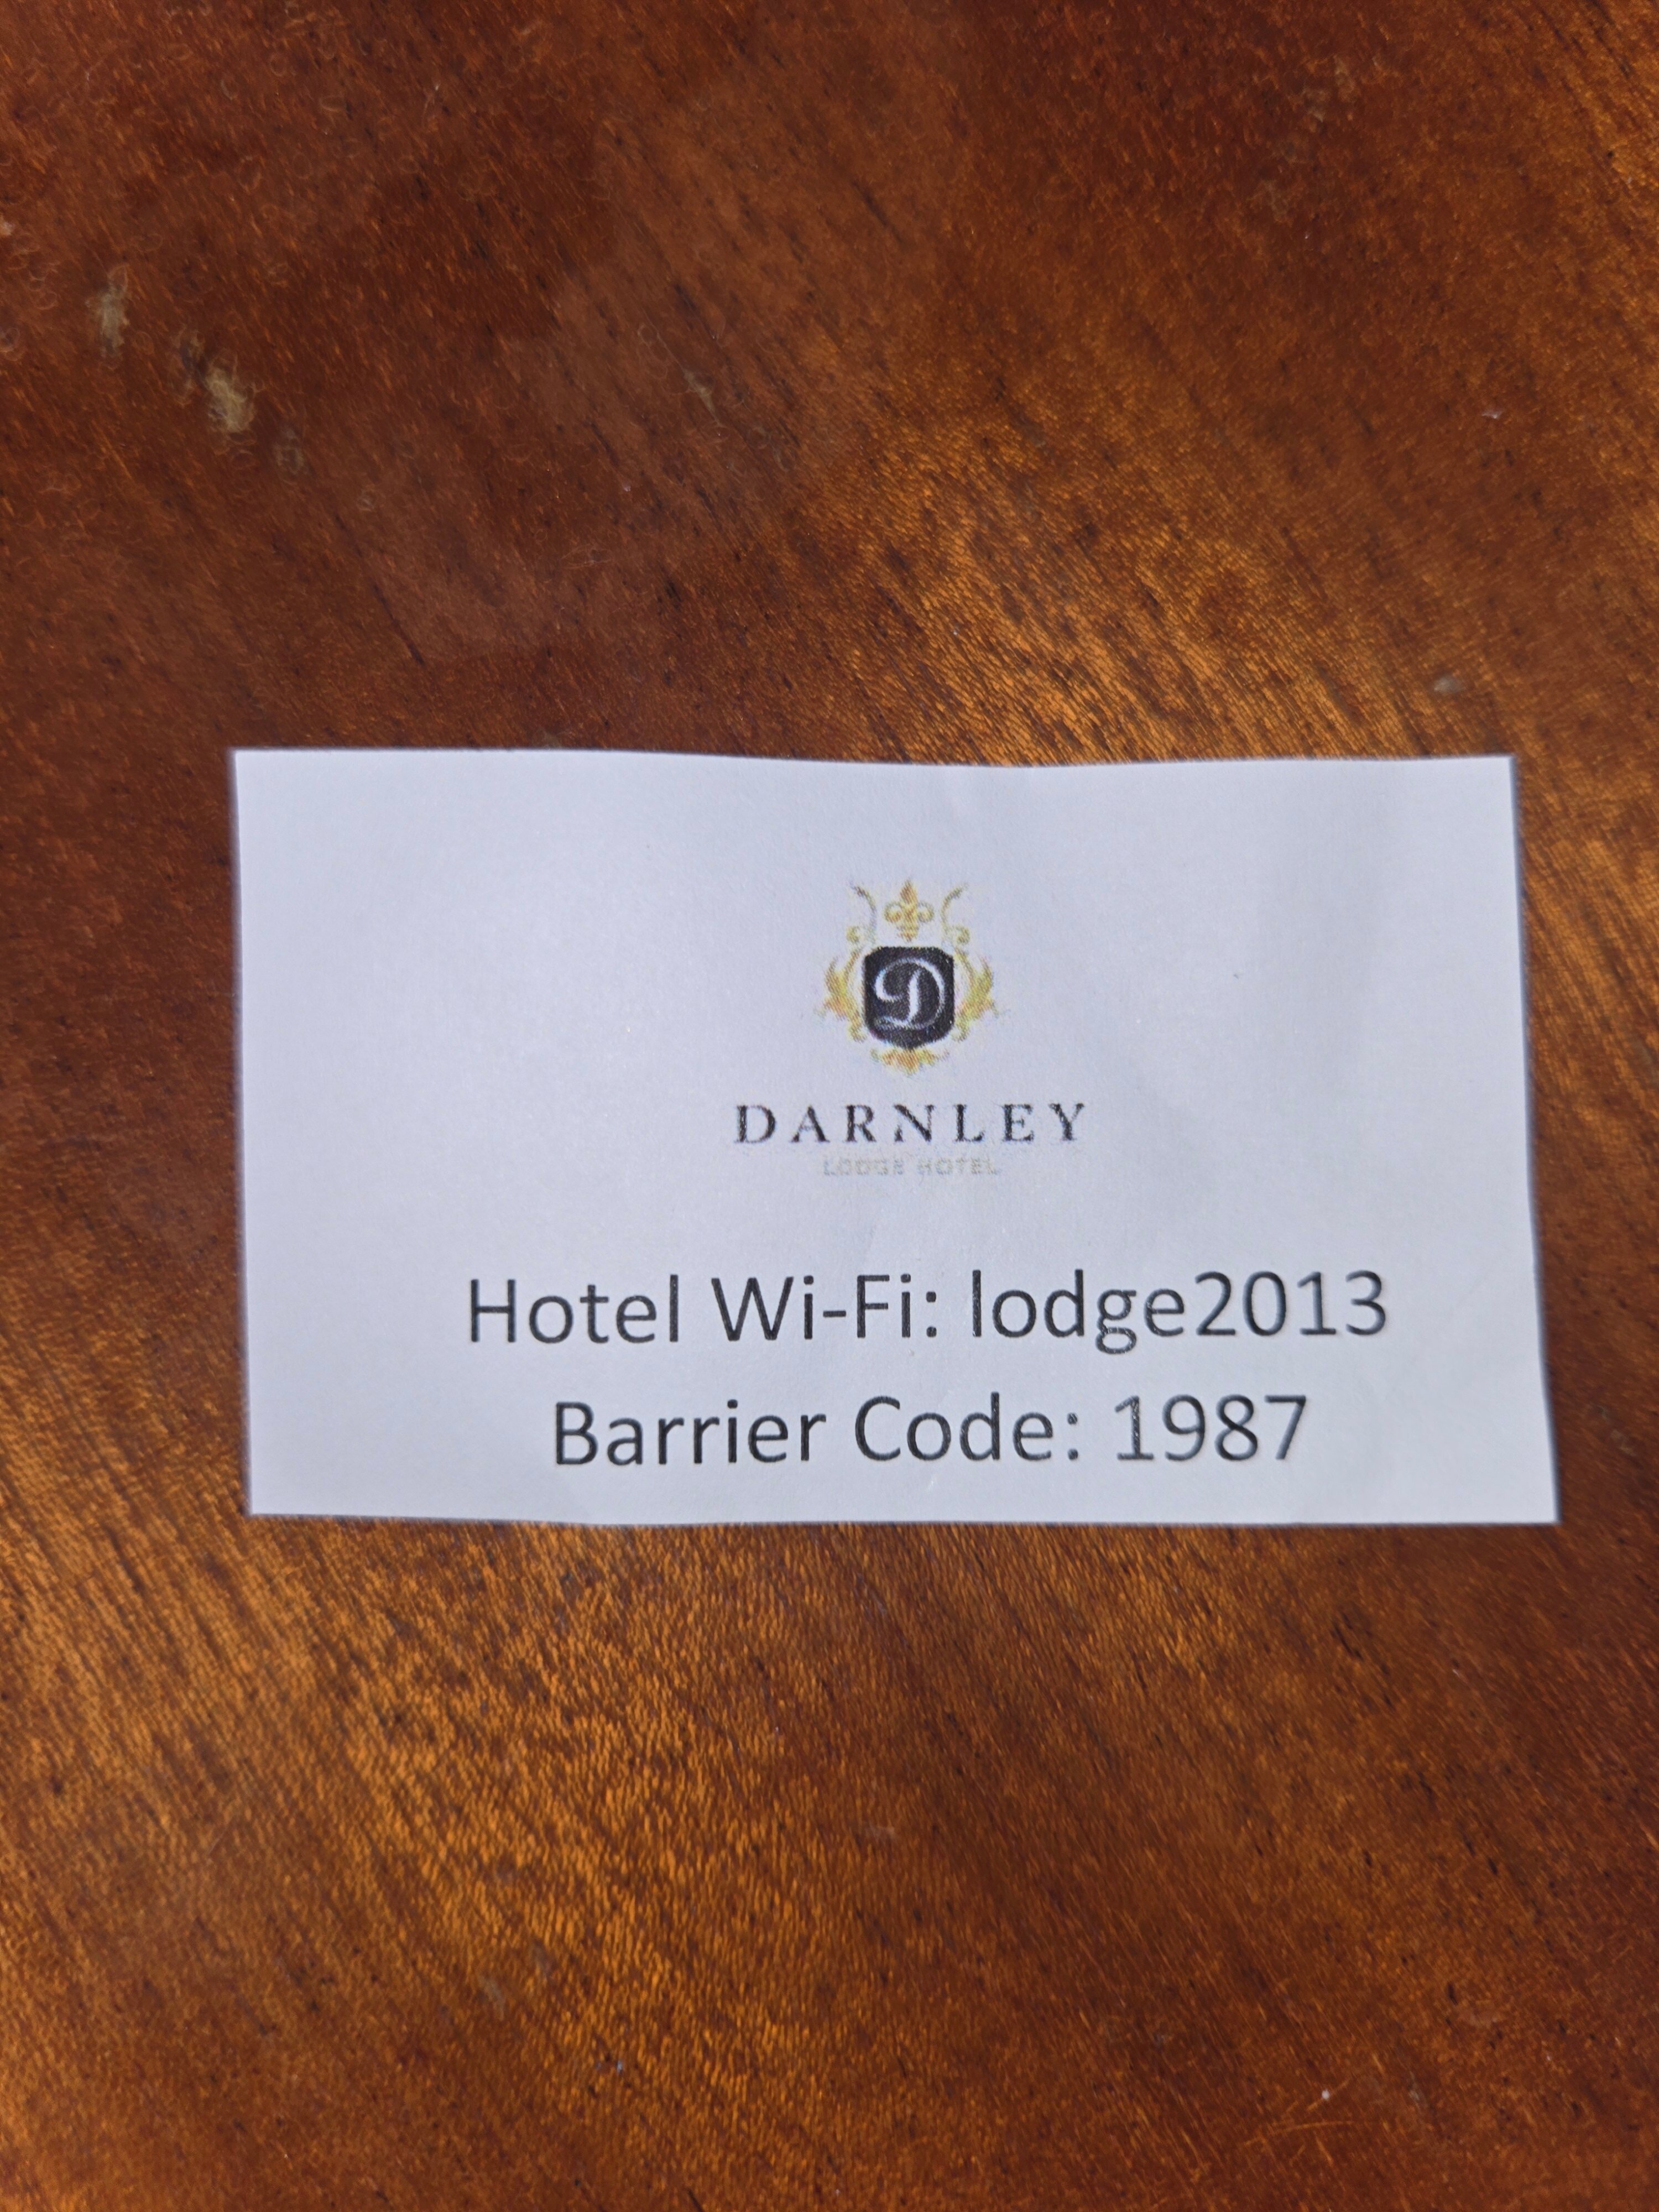 D
DARNLEY
LODGE HOTEL
Hotel Wi-Fi: lodge2013
Barrier Code: 1987